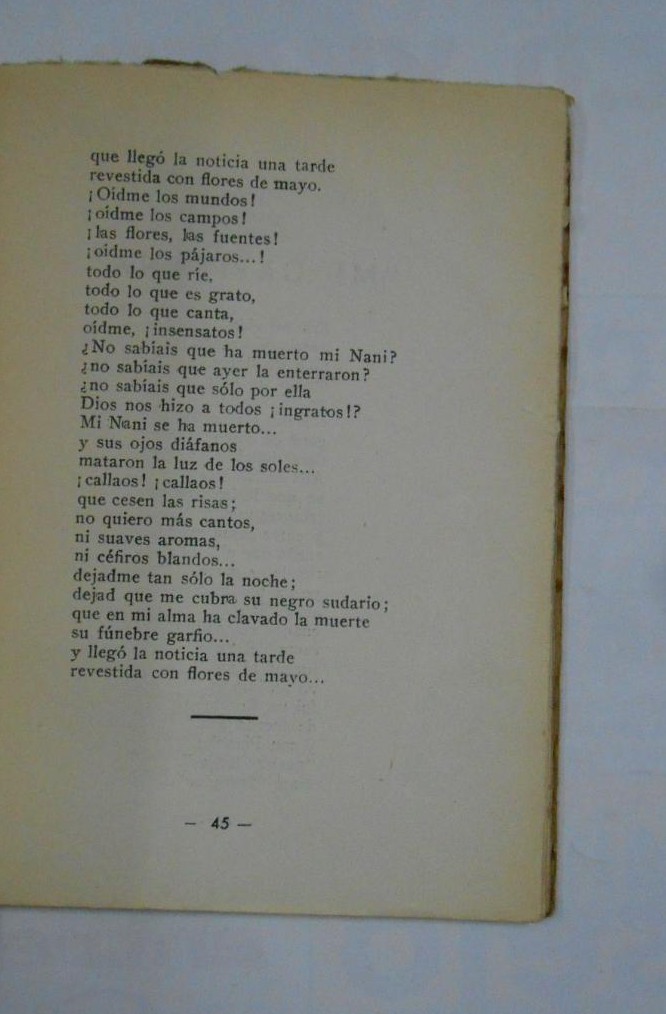 que llegó la noticia una tarde
revestida con flores de mayo.
¡Oídme los mundos!
¡oídme los campos!
¡las flores, las fuentes!
¡oidme los pájaros...!
todo lo que ríe,
todo lo que es grato,
todo lo que canta,
oídme, ¡insensatos!
¿No sabíais que ha muerto mi Nani?
¿no sabíais que ayer la enterraron?
¿no sabíais que sólo por ella
Dios nos hizo a todos ¡ingratos!?
Mi Nani se ha muerto...
y sus ojos diáfanos
mataron la luz de los soles...
¡callaos! ¡callaos!
que cesen las risas;
no quiero más cantos,
ni suaves aromas,
ni céfiros blandos...
dejadme tan sólo la noche;
dejad que me cubra su negro sudario;
que en mi alma ha clavado la muerte
su fúnebre garfio...
y llegó la noticia una tarde
revestida con flores de mayo...
— 45 —